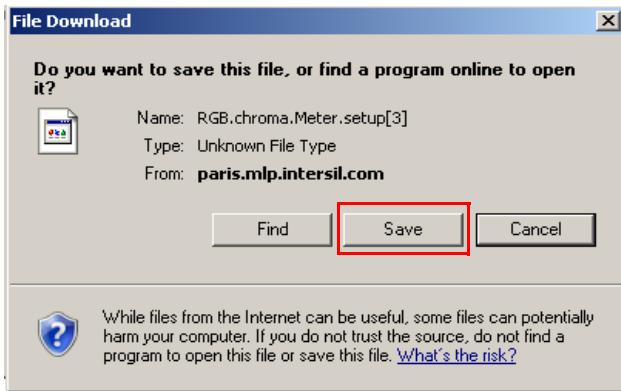 File Download
Do you want to save this file, or find a program online to open
it?
Name: RGB.chroma.Meter.setup[3]
Type: Unknown File Type
From: paris.mlp.intersil.com
Find Save Cancel
While files from the Internet can be useful, some files can potentially
harm your computer. If you do not trust the source, do not find a
program to open this file or save this file. What's the risk?